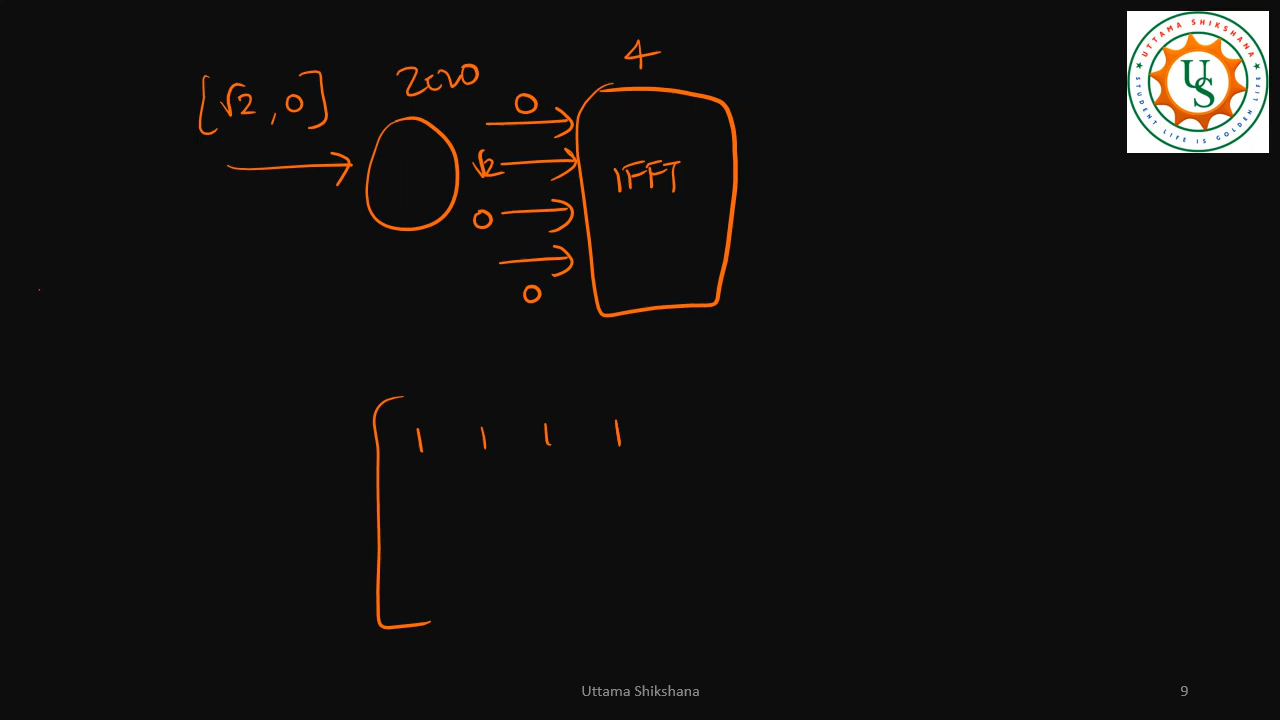 4
[√2, 0]
Zero
0
√2
0
0
IFFT
1 1 1 1
UTTAMA SHIKSHANA
US
STUDENT LIFE IS GOLDEN LIFE
Uttama Shikshana
9